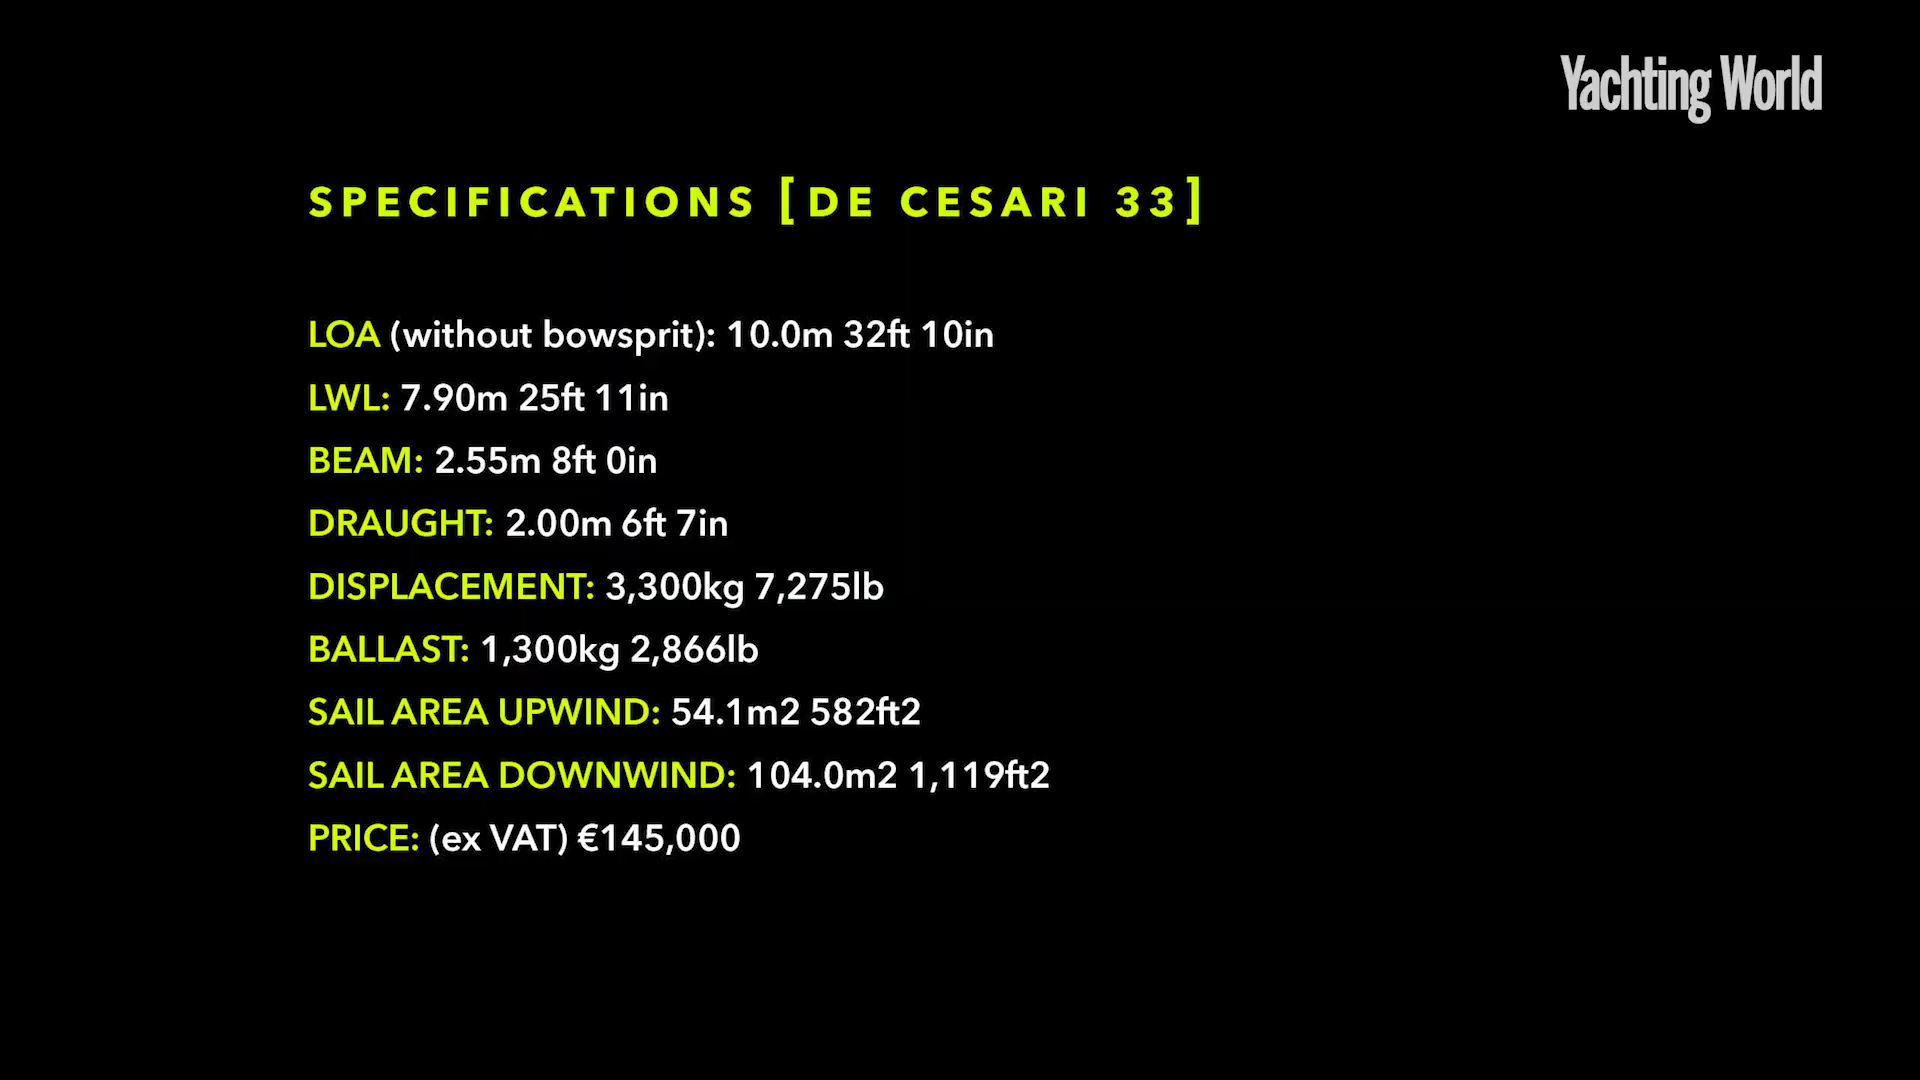 Yachting World
SPECIFICATIONS [DE CESARI 33]
LOA (without bowsprit): 10.0m 32ft 10in
LWL: 7.90m 25ft 11in
BEAM: 2.55m 8ft 0in
DRAUGHT: 2.00m 6ft 7in
DISPLACEMENT: 3,300kg 7,275lb
BALLAST: 1,300kg 2,866lb
SAIL AREA UPWIND: 54.1m2 582ft2
SAIL AREA DOWNWIND: 104.0m2 1,119ft2
PRICE: (ex VAT) €145,000